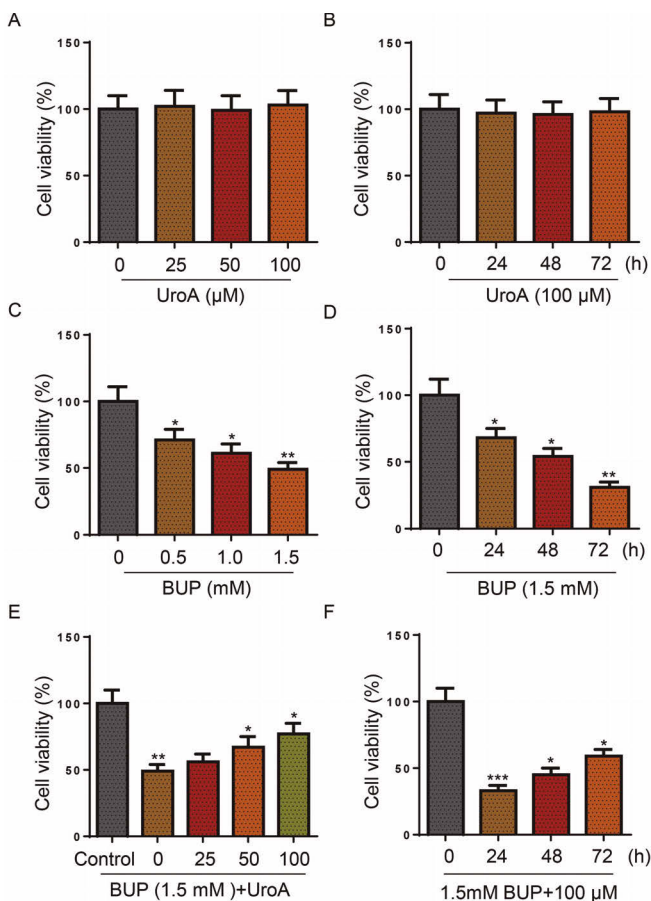 A
Cell viability (%)
150
100
50
0
0 25 50 100
UroA (µM)
B
Cell viability (%)
150
100
50
0
0 24 48 72 (h)
UroA (100 µM)
C
Cell viability (%)
150
100
50
0
* * **
0 0.5 1.0 1.5
BUP (mM)
D
Cell viability (%)
150
100
50
0
* * **
0 24 48 72 (h)
BUP (1.5 mM)
E
Cell viability (%)
150
100
50
0
** * *
Control 0 25 50 100
BUP (1.5 mM )+UroA
F
Cell viability (%)
150
100
50
0
*** * *
0 24 48 72 (h)
1.5mM BUP+100 µM